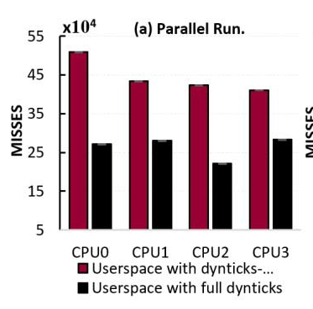 x10⁴
(a) Parallel Run.
55
45
35
25
15
5
MISSES
MISSES
CPU0 CPU1 CPU2 CPU3
Userspace with dynticks-...
Userspace with full dynticks